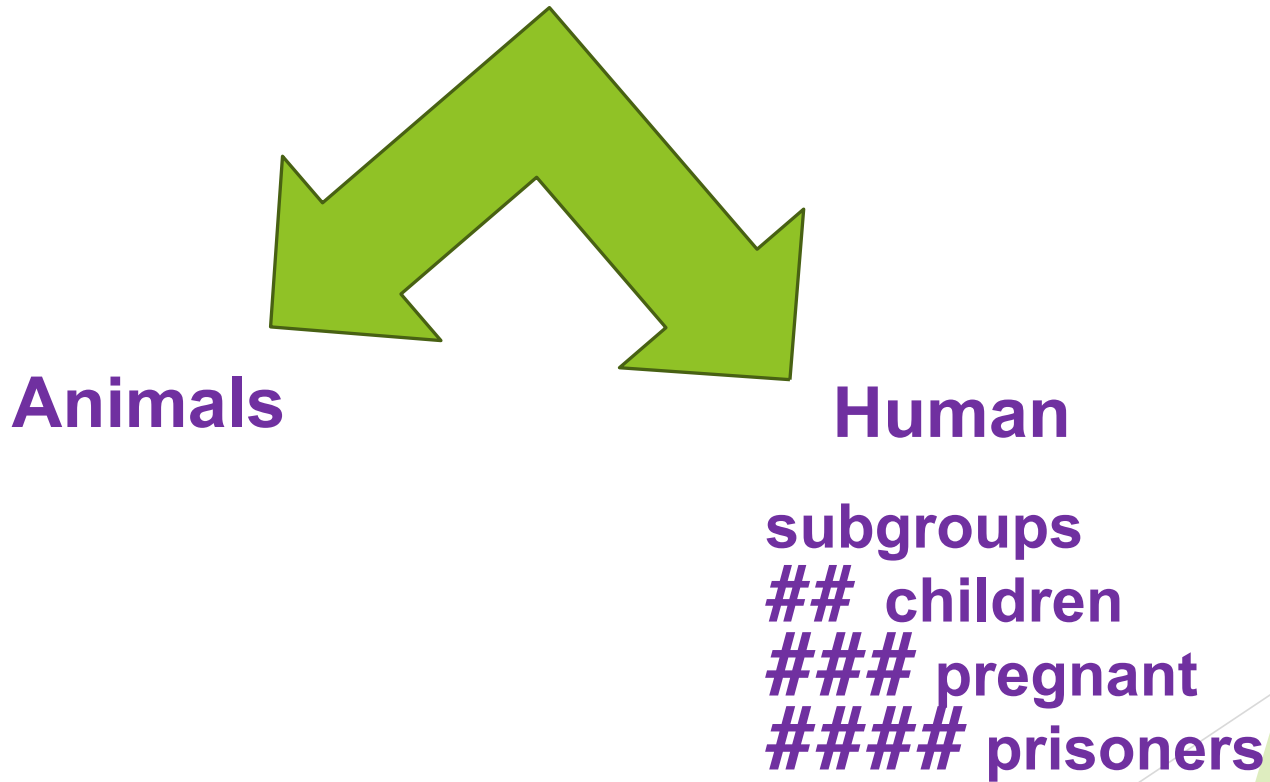 Animals
Human
subgroups
## children
### pregnant
#### prisoners